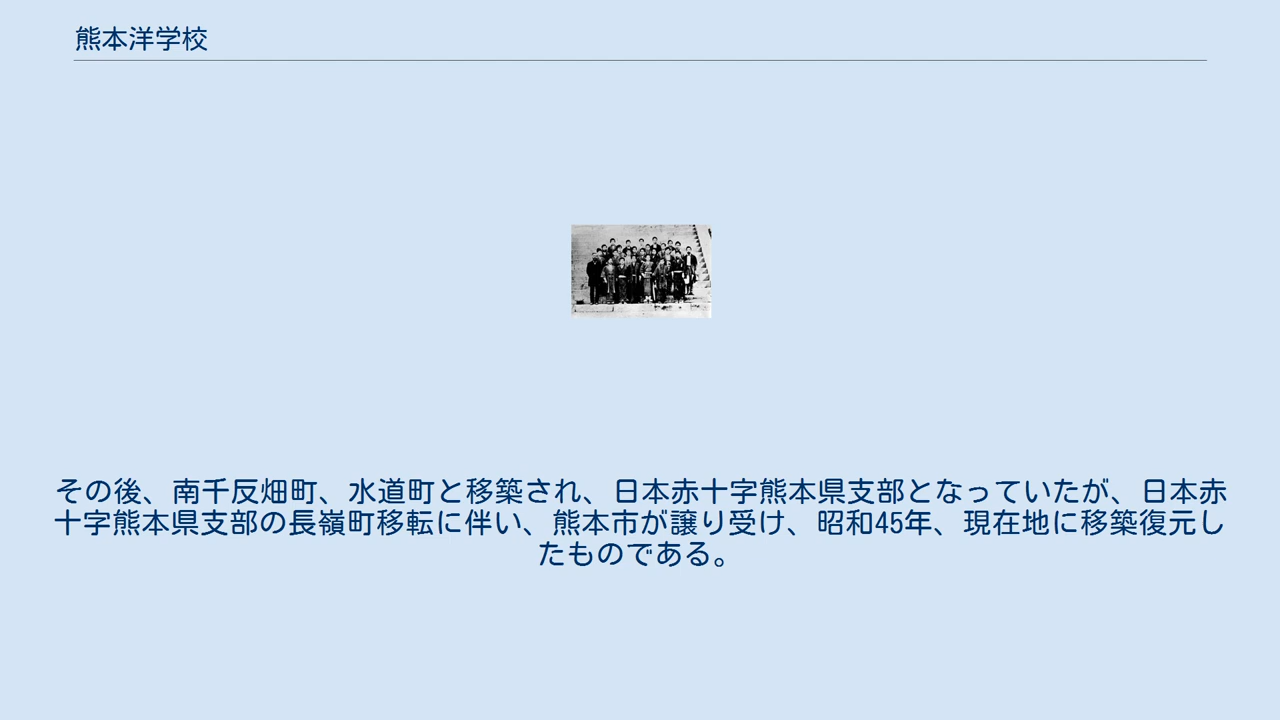 熊本洋学校
その後、南千反畑町、水道町と移築され、日本赤十字熊本県支部となっていたが、日本赤
十字熊本県支部の長嶺町移転に伴い、熊本市が譲り受け、昭和45年、現在地に移築復元し
たものである。